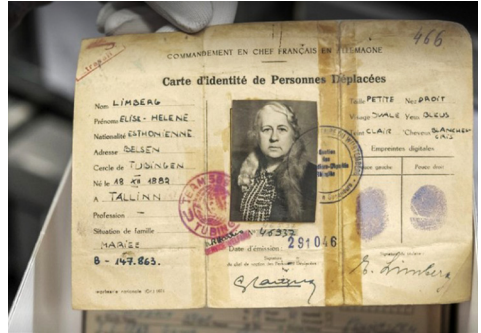 466
COMMANDEMENT EN CHEF FRANÇAIS EN ALLEMAGNE
Carte d'identité de Personnes Déplacées
Nom LIMBERG
Prénoms ELISE-HELENE
Nationalité ESTHONIENNE
Adresse BELSEN
Cercle de TUBINGEN
Né le 18 XII 1882
A TALLINN
Profession -
Situation de famille
MARIEE
B - 147.863.
TUBING
Date d'émission 291046
Taille PETITE Nez DROIT
Visage OVALE Yeux BLEUS
Teint CLAIR Cheveux
GRIS
Empreintes digitales
Pouce gauche Pouce droit
E. Limberg